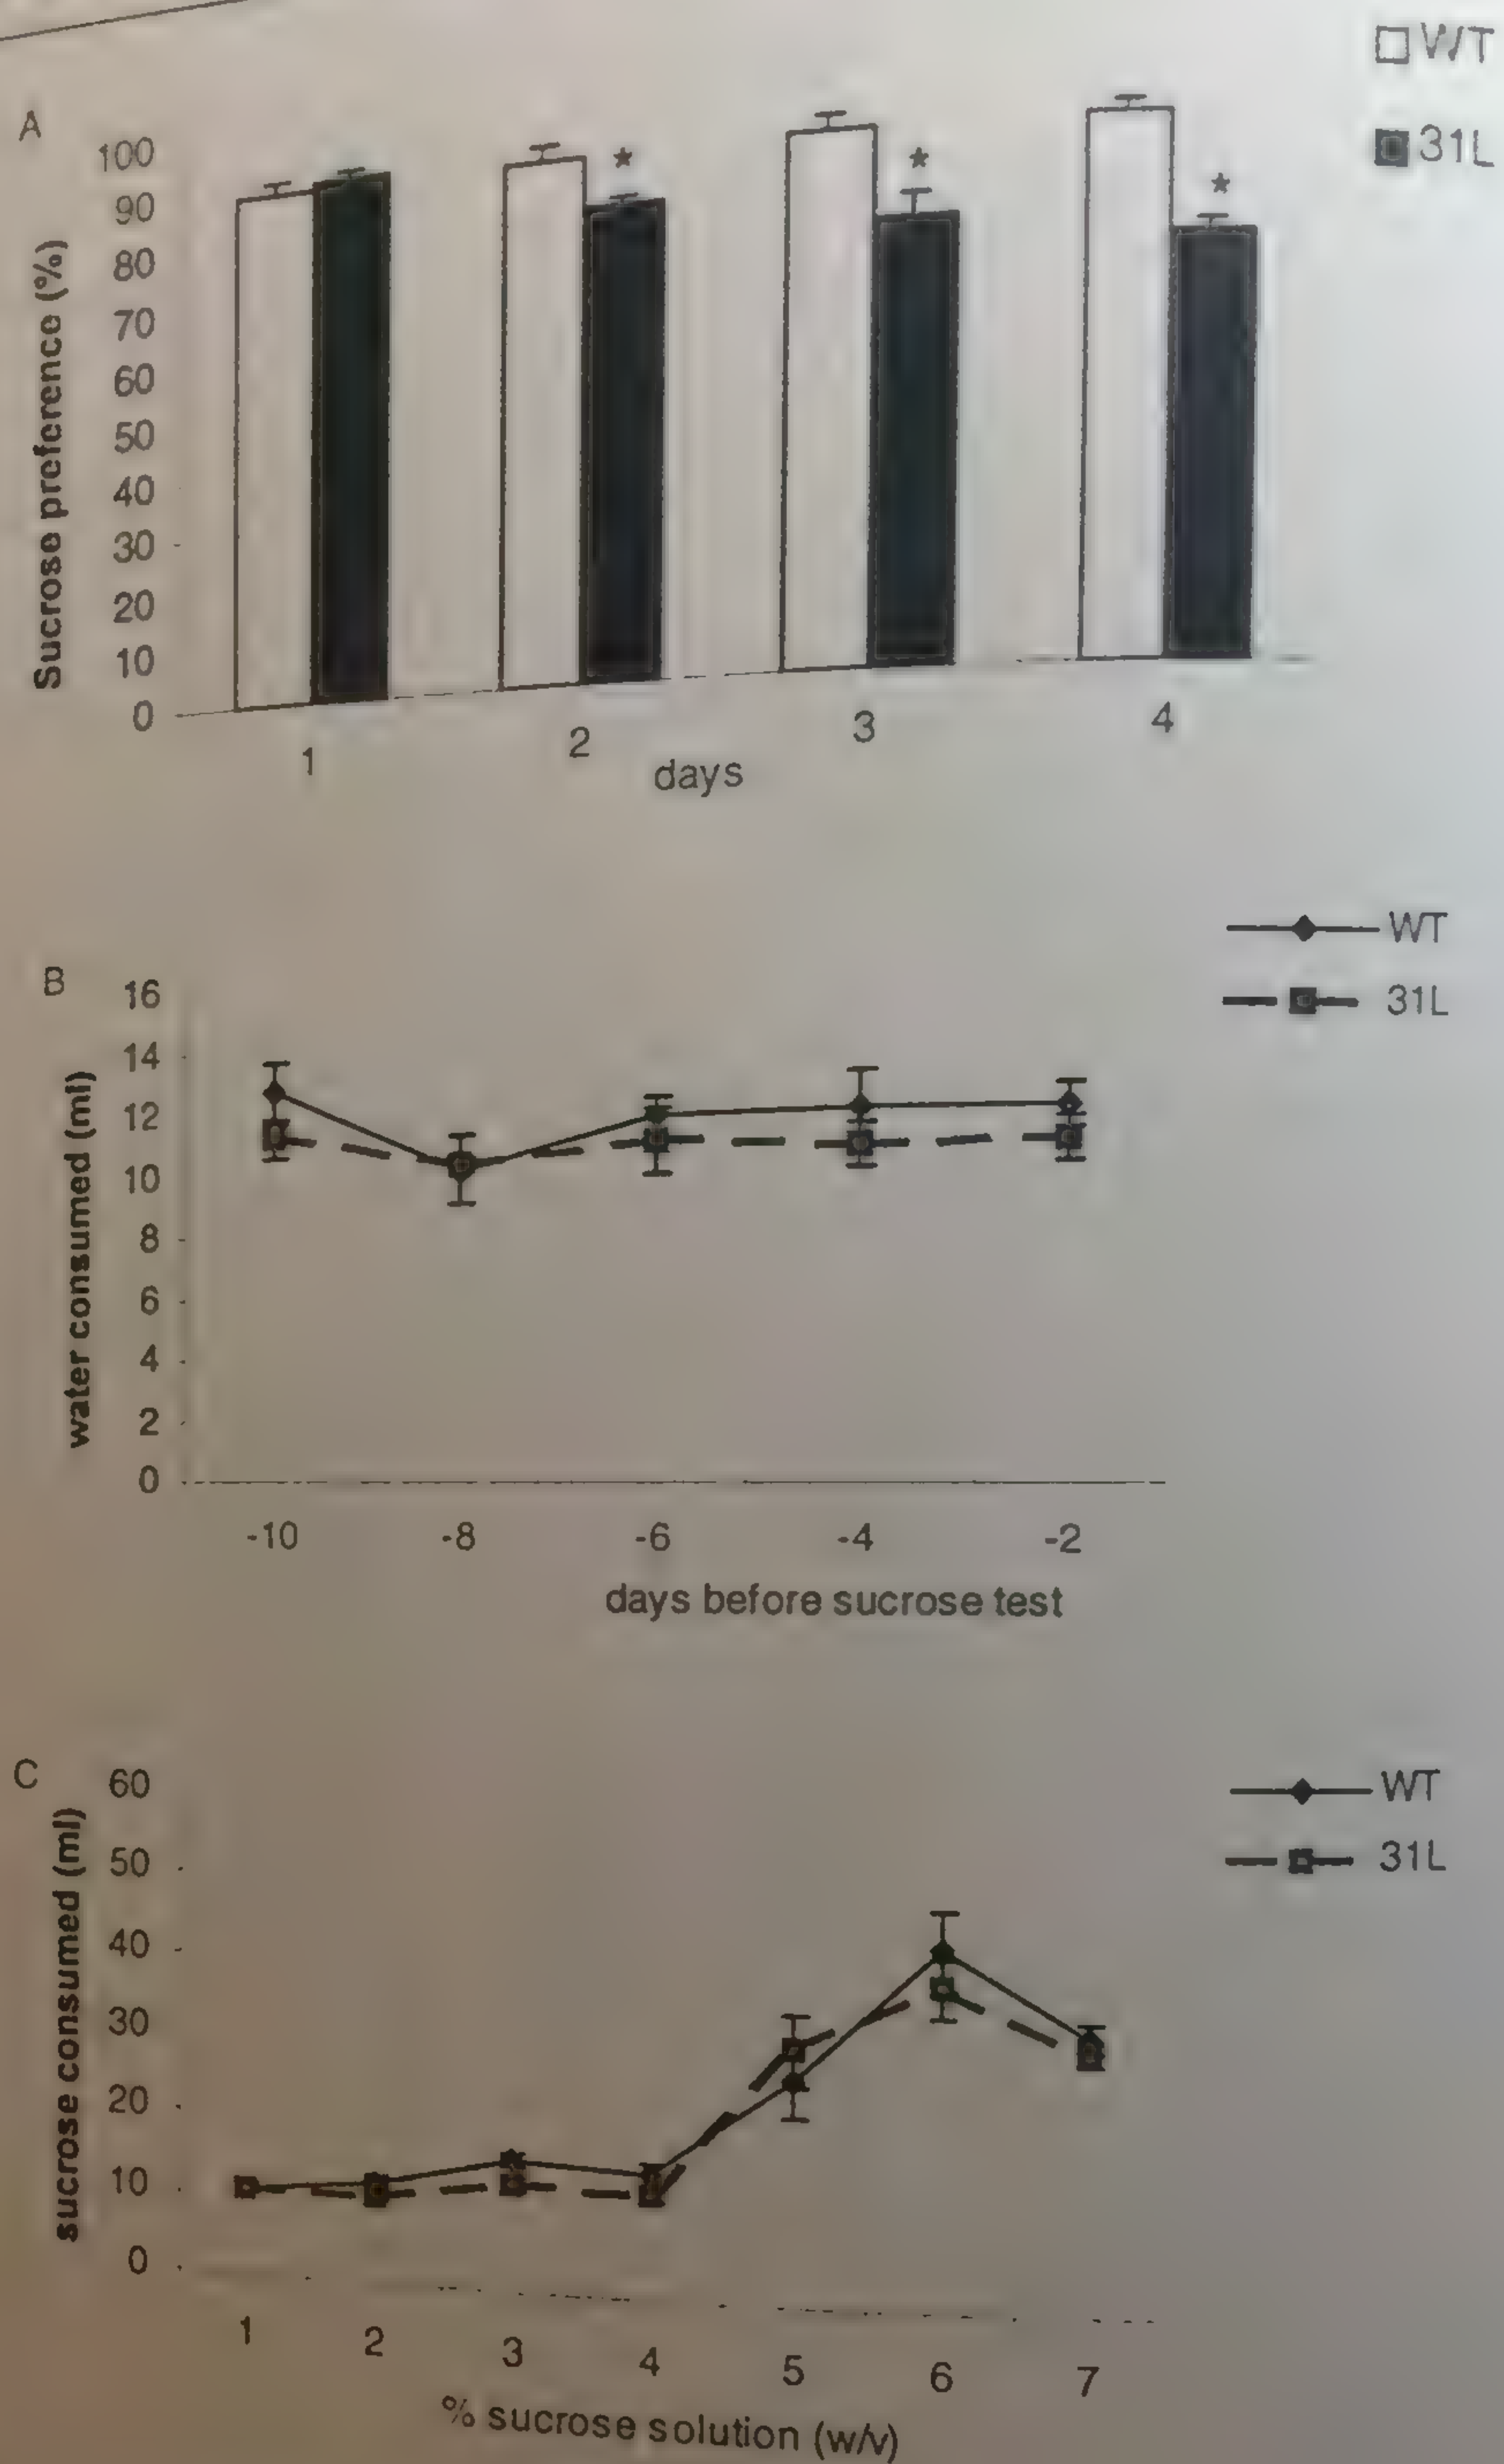 WT
31L
A
100
90
80
70
60
50
40
30
20
10
0
Sucrose preference (%)
* * *
1 2 3 4
days
WT
31L
B
16
14
12
10
8
6
4
2
0
water consumed (ml)
-10 -8 -6 -4 -2
days before sucrose test
WT
31L
C
60
50
40
30
20
10
0
sucrose consumed (ml)
1 2 3 4 5 6 7
% sucrose solution (w/v)